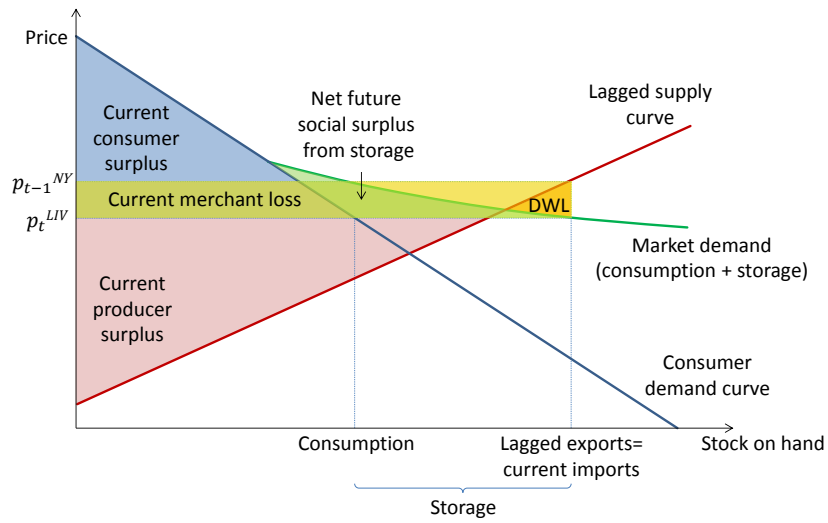 Price
Net future
social surplus
from storage
Lagged supply
curve
Current
consumer
surplus
p_{t−1}^{NY}
Current merchant loss
p_t^{LIV}
DWL
Market demand
(consumption + storage)
Current
producer
surplus
Consumer
demand curve
Consumption
Lagged exports=
current imports
Stock on hand
Storage